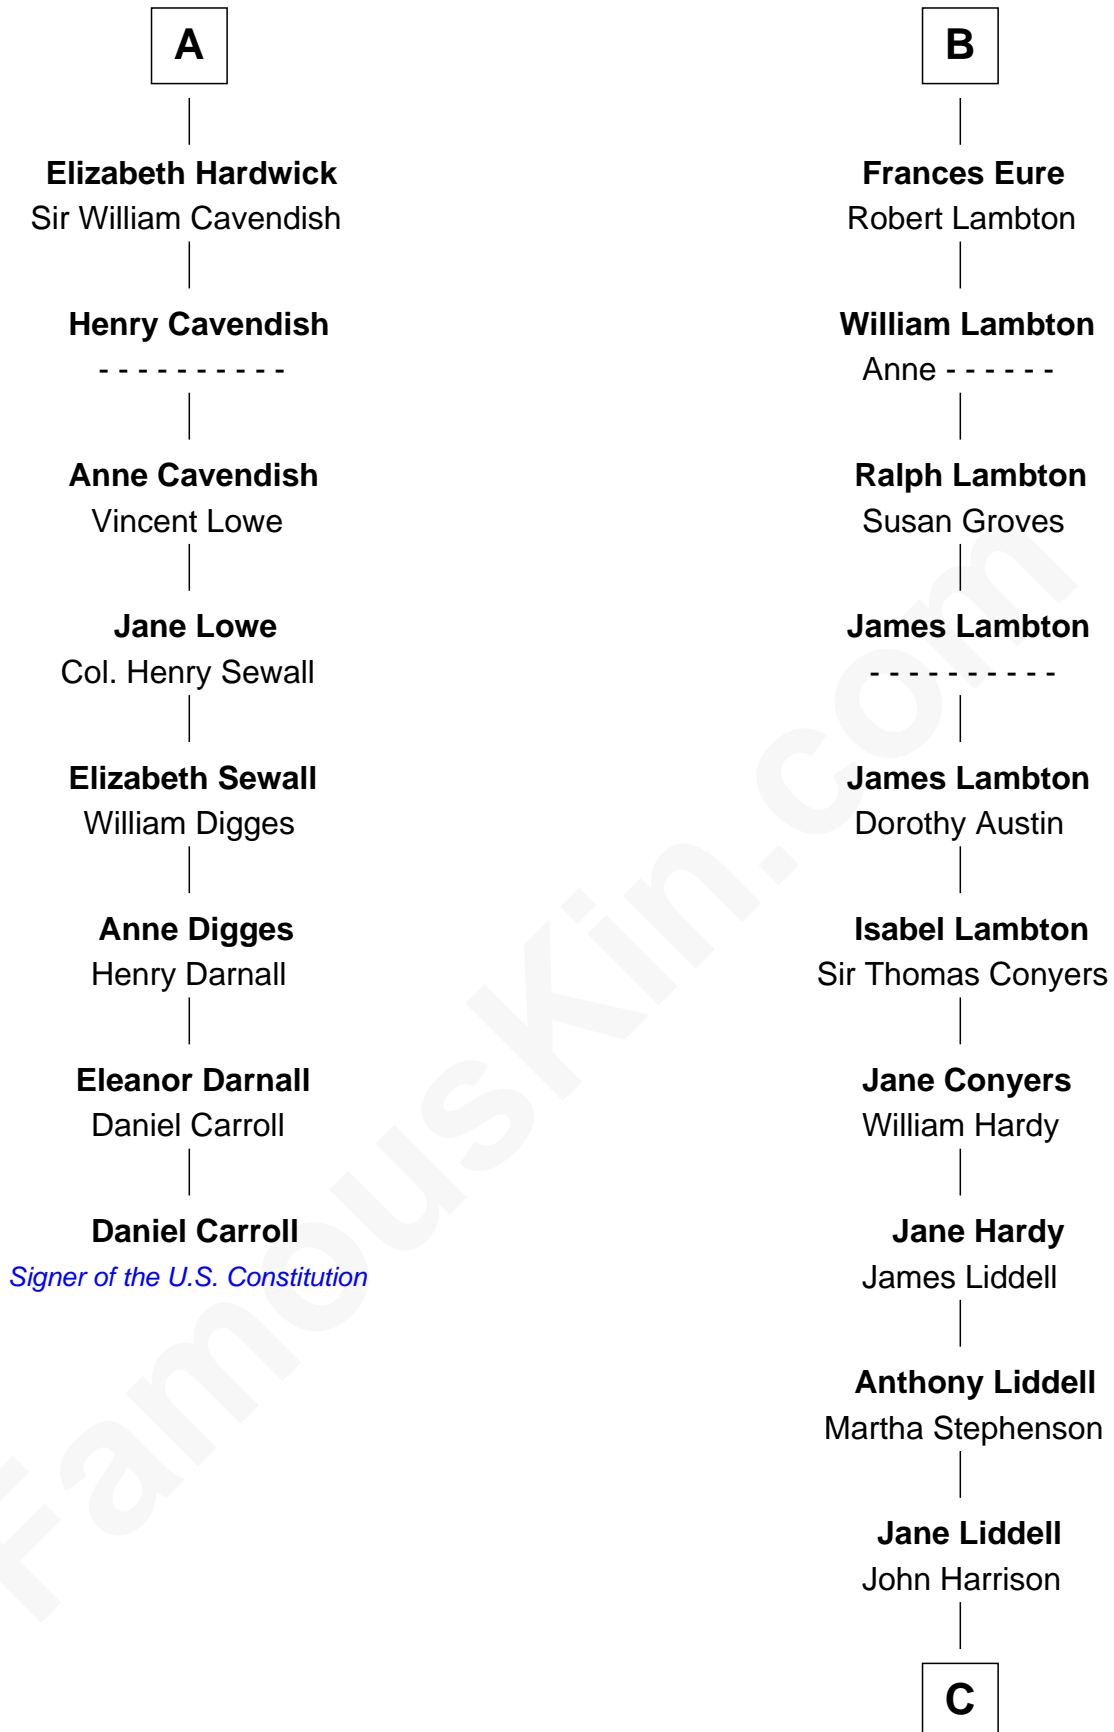 A
Elizabeth Hardwick
Sir William Cavendish
Henry Cavendish
- - - - - - - - - -
Anne Cavendish
Vincent Lowe
Jane Lowe
Col. Henry Sewall
Elizabeth Sewall
William Digges
Anne Digges
Henry Darnall
Eleanor Darnall
Daniel Carroll
Daniel Carroll
Signer of the U.S. Constitution
B
Frances Eure
Robert Lambton
William Lambton
Anne - - - - - -
Ralph Lambton
Susan Groves
James Lambton
- - - - - - - - - -
James Lambton
Dorothy Austin
Isabel Lambton
Sir Thomas Conyers
Jane Conyers
William Hardy
Jane Hardy
James Liddell
Anthony Liddell
Martha Stephenson
Jane Liddell
John Harrison
C
FamousKin.com